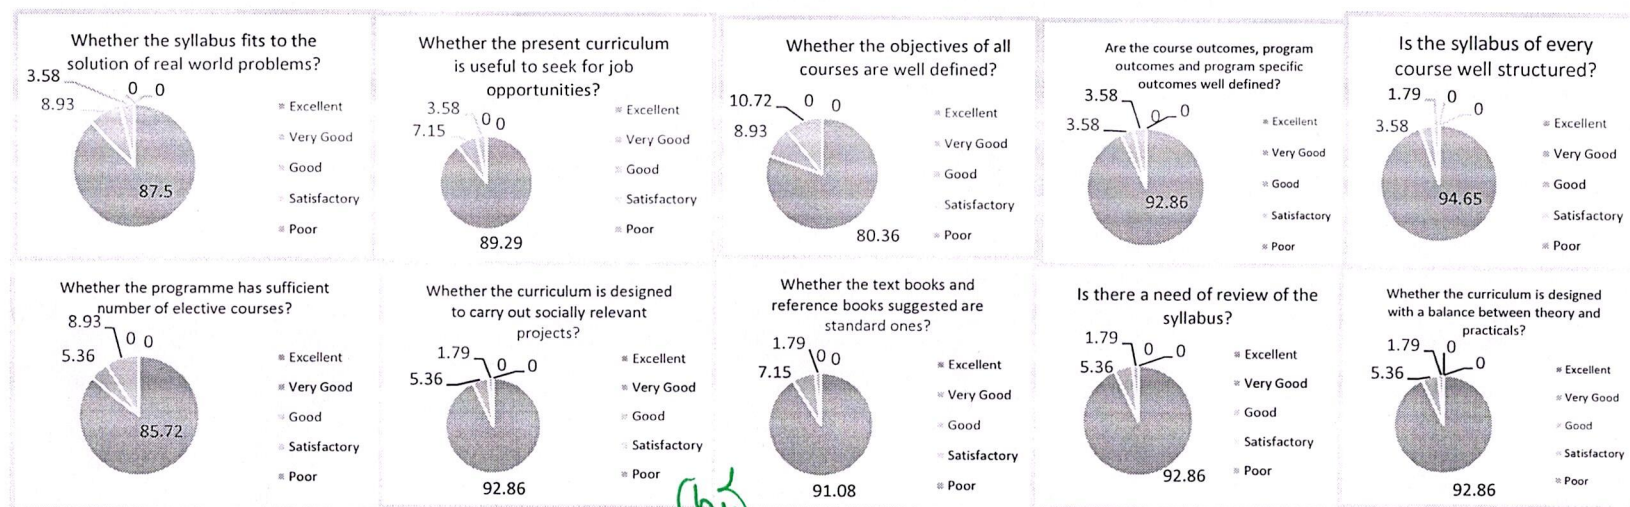 Whether the syllabus fits to the
solution of real world problems?
3.58
0 0
8.93
87.5
Excellent
Very Good
Good
Satisfactory
Poor
Whether the present curriculum
is useful to seek for job
opportunities?
3.58
0 0
7.15
89.29
Excellent
Very Good
Good
Satisfactory
Poor
Whether the objectives of all
courses are well defined?
10.72 0 0
8.93
80.36
Excellent
Very Good
Good
Satisfactory
Poor
Are the course outcomes, program
outcomes and program specific
outcomes well defined?
3.58
0 0
3.58
92.86
Excellent
Very Good
Good
Satisfactory
Poor
Is the syllabus of every
course well structured?
1.79 0
0
3.58
94.65
Excellent
Very Good
Good
Satisfactory
Poor
Whether the programme has sufficient
number of elective courses?
8.93
0 0
5.36
85.72
Excellent
Very Good
Good
Satisfactory
Poor
Whether the curriculum is designed
to carry out socially relevant
projects?
1.79
0 0
5.36
92.86
Excellent
Very Good
Good
Satisfactory
Poor
Whether the text books and
reference books suggested are
standard ones?
1.79
0 0
7.15
91.08
Excellent
Very Good
Good
Satisfactory
Poor
Is there a need of review of the
syllabus?
1.79
0 0
5.36
92.86
Excellent
Very Good
Good
Satisfactory
Poor
Whether the curriculum is designed
with a balance between theory and
practicals?
1.79 0
0
5.36
92.86
Excellent
Very Good
Good
Satisfactory
Poor